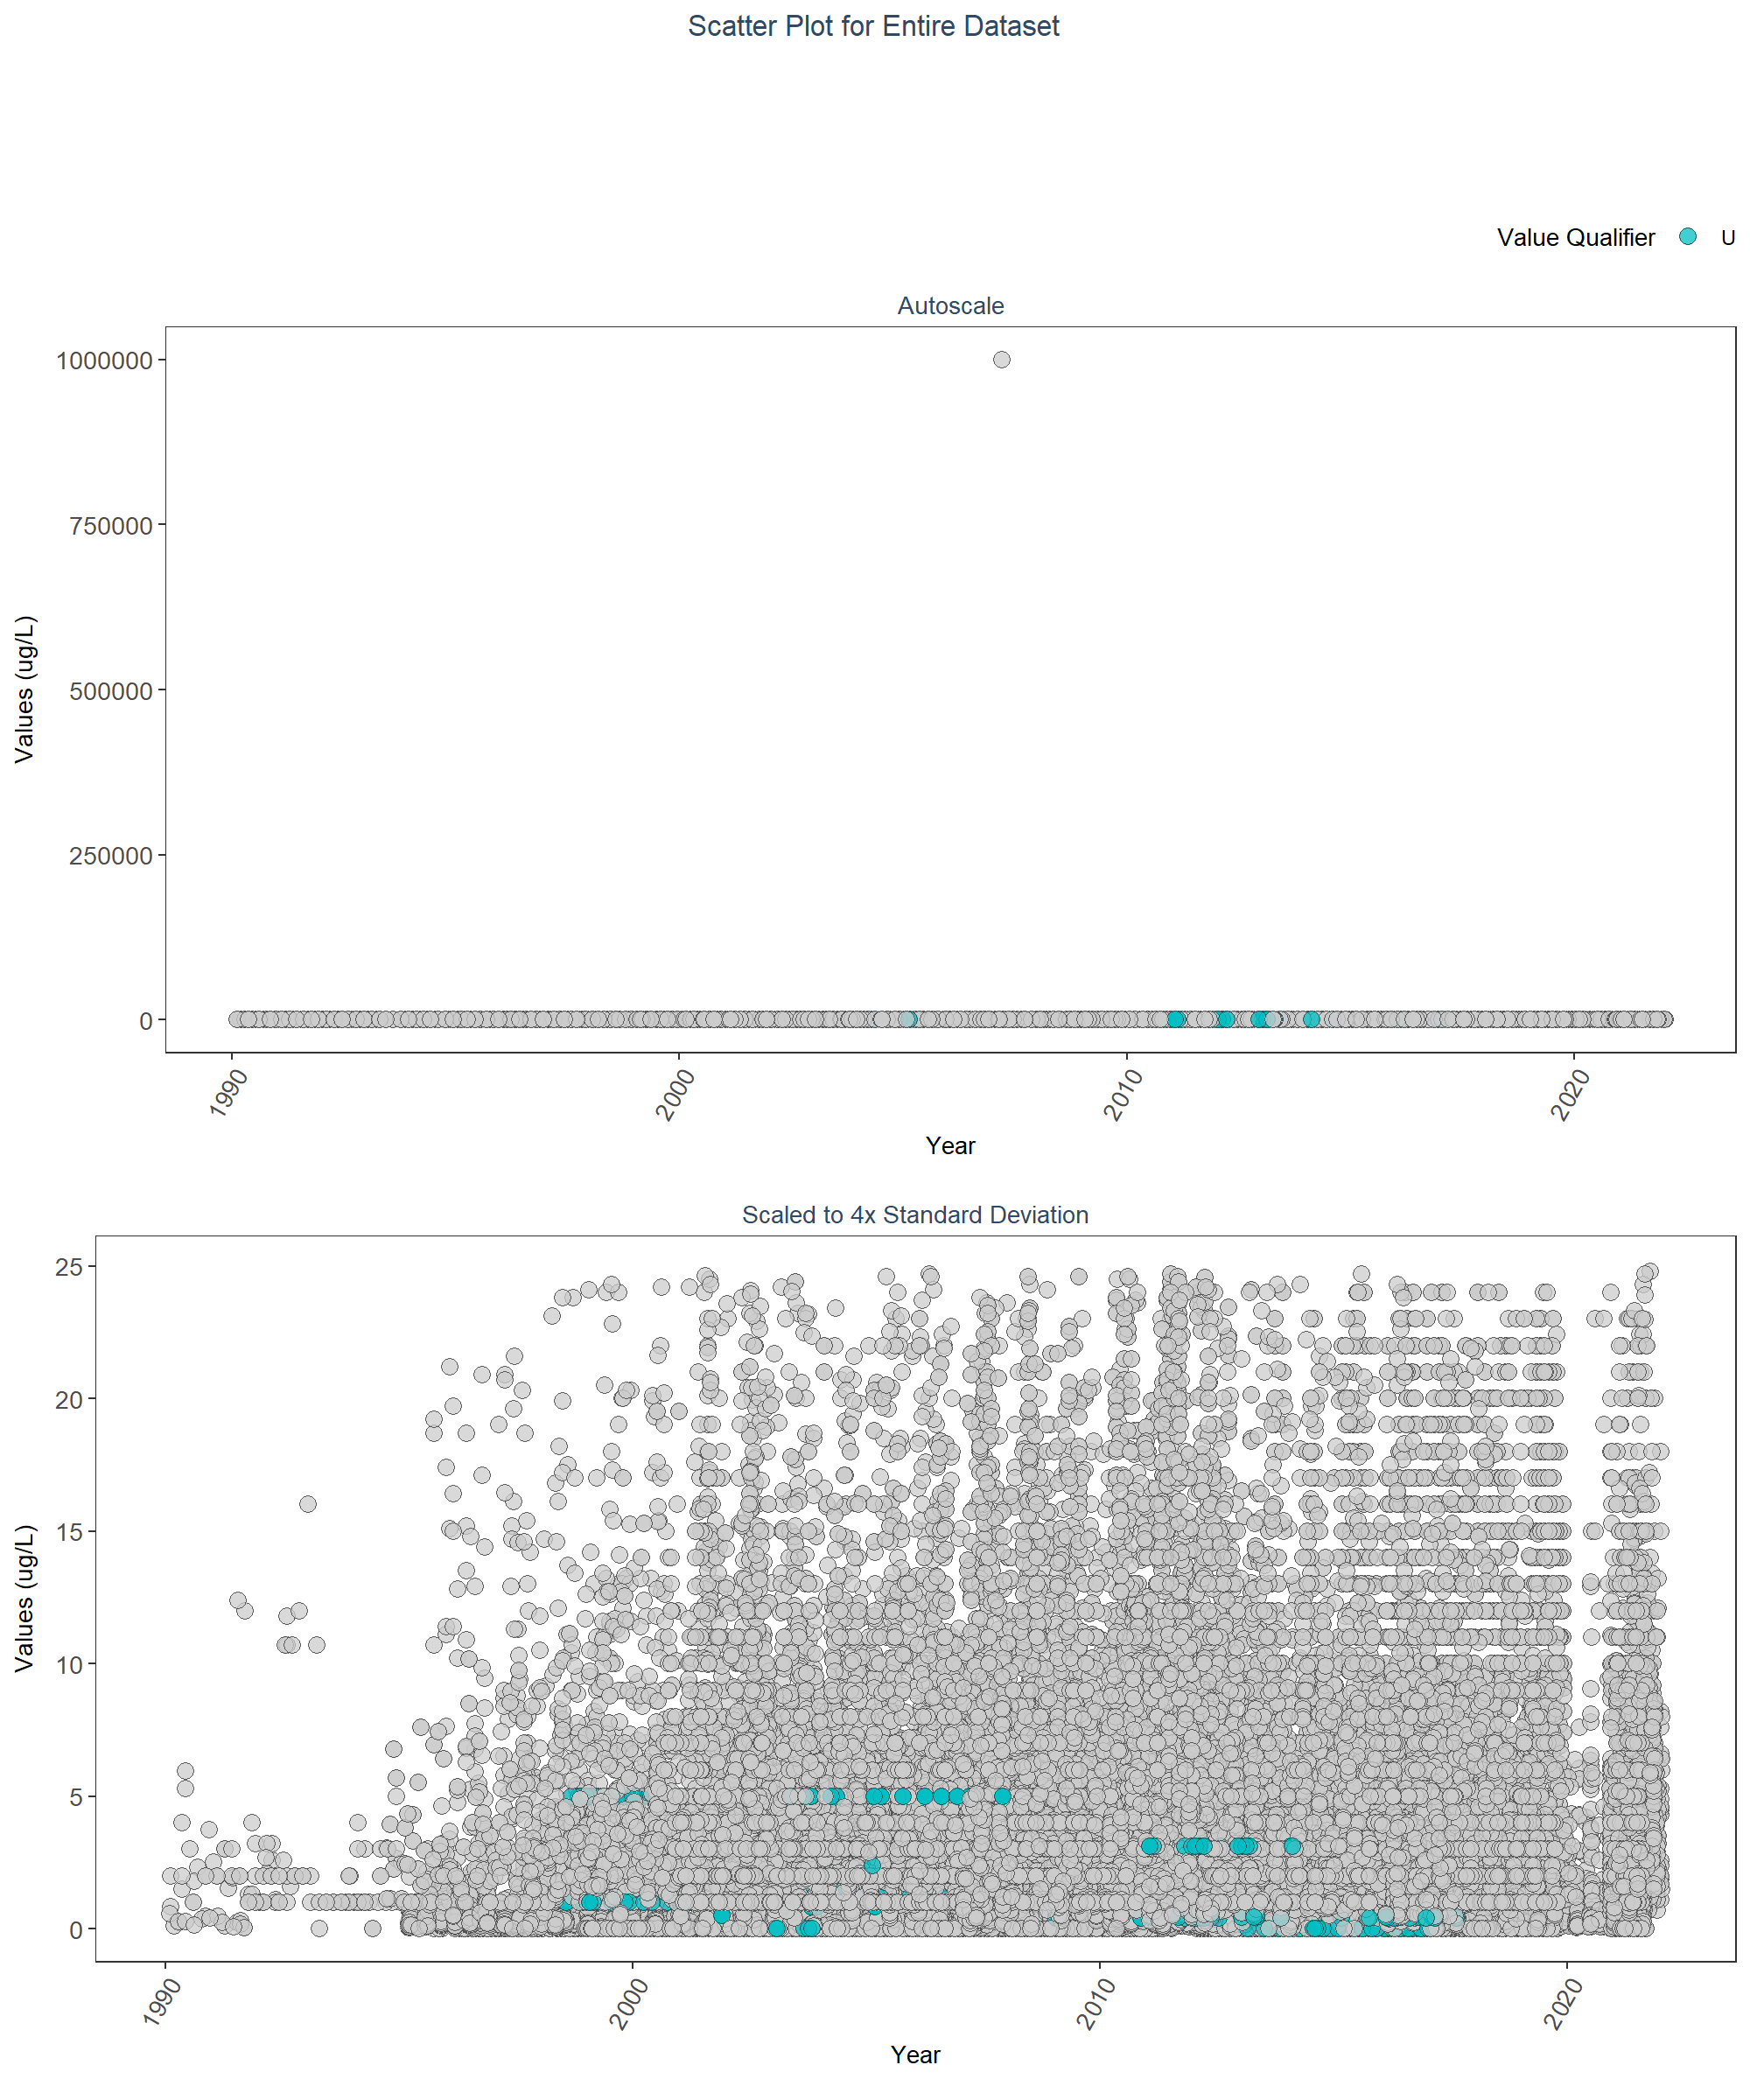 Scatter Plot for Entire Dataset
Value Qualifier U
Autoscale
1000000
750000
500000
250000
0
Values (ug/L)
1990 2000 2010 2020
Year
Scaled to 4x Standard Deviation
25
20
15
10
5
0
Values (ug/L)
1990 2000 2010 2020
Year